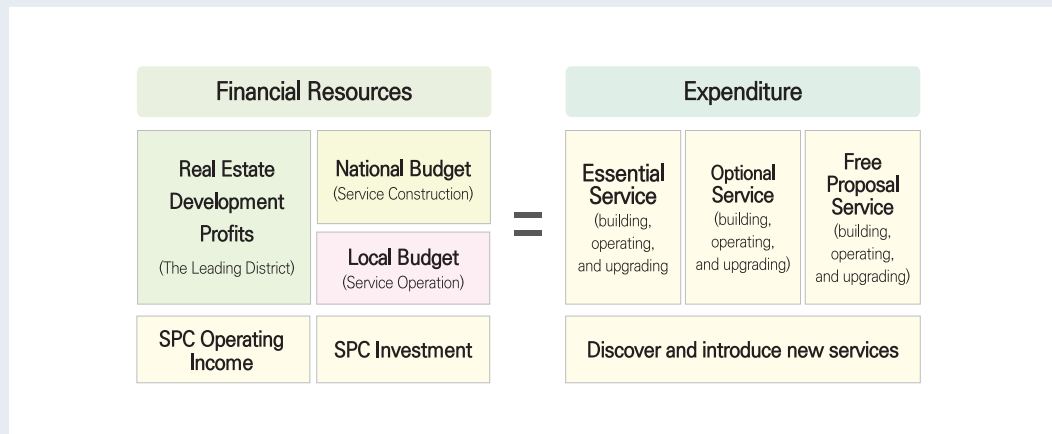 Financial Resources
Real Estate
Development
Profits
(The Leading District)
National Budget
(Service Construction)
Local Budget
(Service Operation)
SPC Operating
Income
SPC Investment
=
Expenditure
Essential
Service
(building,
operating,
and upgrading
Optional
Service
(building,
operating,
and upgrading)
Free
Proposal
Service
(building,
operating,
and upgrading)
Discover and introduce new services